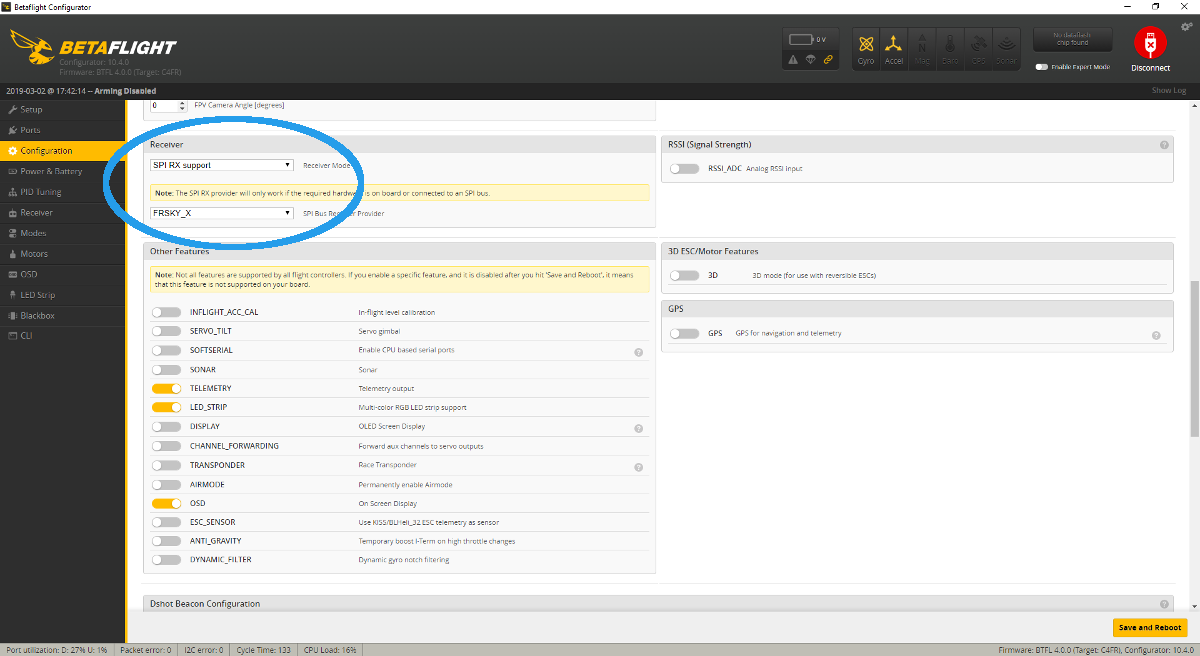 Betaflight Configurator
BETAFLIGHT
Configurator: 10.4.0
Firmware: BTFL 4.0.0 (Target: C4FR)
0 V
Gyro
Accel
Mag
Baro
GPS
Sonar
No dataflash
chip found
Enable Expert Mode
Disconnect
2019-03-02 @ 17:42:14 -- Arming Disabled
Show Log
Setup
Ports
Configuration
Power & Battery
PID Tuning
Receiver
Modes
Motors
OSD
LED Strip
Blackbox
CLI
0 FPV Camera Angle [degrees]
Receiver
SPI RX support
Receiver Mode
Note: The SPI RX provider will only work if the required hardware is on board or connected to an SPI bus.
FRSKY_X
SPI Bus Receiver Provider
RSSI (Signal Strength)
RSSI_ADC Analog RSSI input
Other Features
Note: Not all features are supported by all flight controllers. If you enable a specific feature, and it is disabled after you hit 'Save and Reboot', it means
that this feature is not supported on your board.
INFLIGHT_ACC_CAL In-flight level calibration
SERVO_TILT Servo gimbal
SOFTSERIAL Enable CPU based serial ports
SONAR Sonar
TELEMETRY Telemetry output
LED_STRIP Multi-color RGB LED strip support
DISPLAY OLED Screen Display
CHANNEL_FORWARDING Forward aux channels to servo outputs
TRANSPONDER Race Transponder
AIRMODE Permanently enable Airmode
OSD On Screen Display
ESC_SENSOR Use KISS/BLHeli_32 ESC telemetry as sensor
ANTI_GRAVITY Temporary boost I-Term on high throttle changes
DYNAMIC_FILTER Dynamic gyro notch filtering
3D ESC/Motor Features
3D 3D mode (for use with reversible ESCs)
GPS
GPS GPS for navigation and telemetry
Dshot Beacon Configuration
Save and Reboot
Port utilization: D: 27% U: 1% Packet error: 0 I2C error: 0 Cycle Time: 133 CPU Load: 16%
Firmware: BTFL 4.0.0 (Target: C4FR), Configurator: 10.4.0